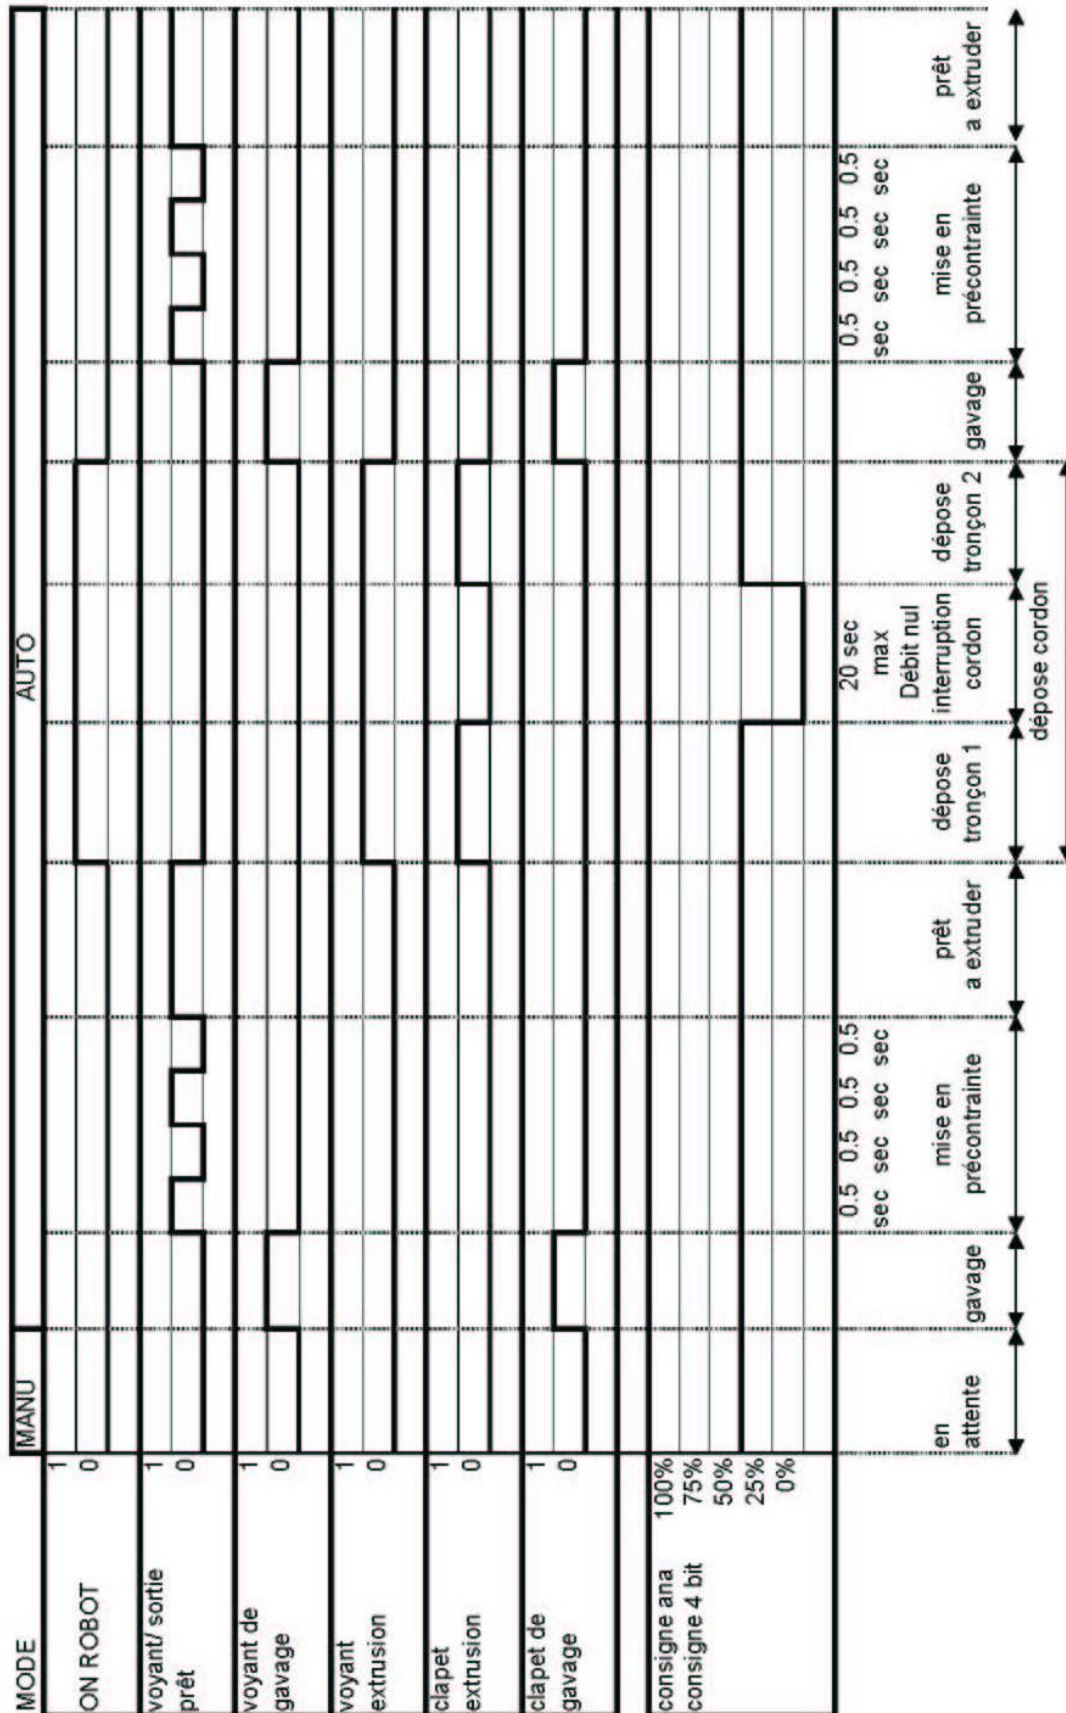 MODE MANU AUTO
ON ROBOT 1
0
voyant/ sortie 1
prêt 0
voyant de 1
gavage 0
voyant 1
extrusion 0
clapet 1
extrusion 0
clapet de 1
gavage 0
consigne ana 100%
consigne 4 bit 75%
50%
25%
0%
0.5 0.5 0.5 0.5 20 sec 0.5 0.5 0.5 0.5
sec sec sec sec max sec sec sec sec
Débit nul
en gavage mise en prêt dépose interruption dépose gavage mise en prêt
attente précontrainte a extruder tronçon 1 cordon tronçon 2 précontrainte a extruder
dépose cordon